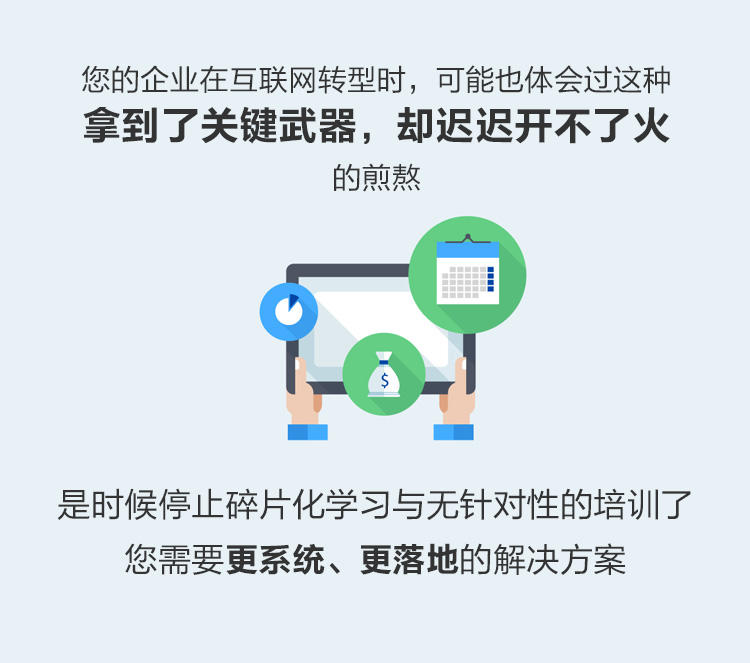 您的企业在互联网转型时，可能也体会过这种
拿到了关键武器，却迟迟开不了火
的煎熬
$
是时候停止碎片化学习与无针对性的培训了
您需要更系统、更落地的解决方案